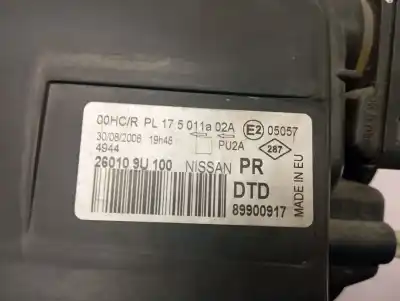 00HC/R PL 17.5 011a 02A E2 05057
30/08/2006 19h48 PU2A 287
4944
26010 9U 100 NISSAN PR
DTD
89900917
MADE IN EU